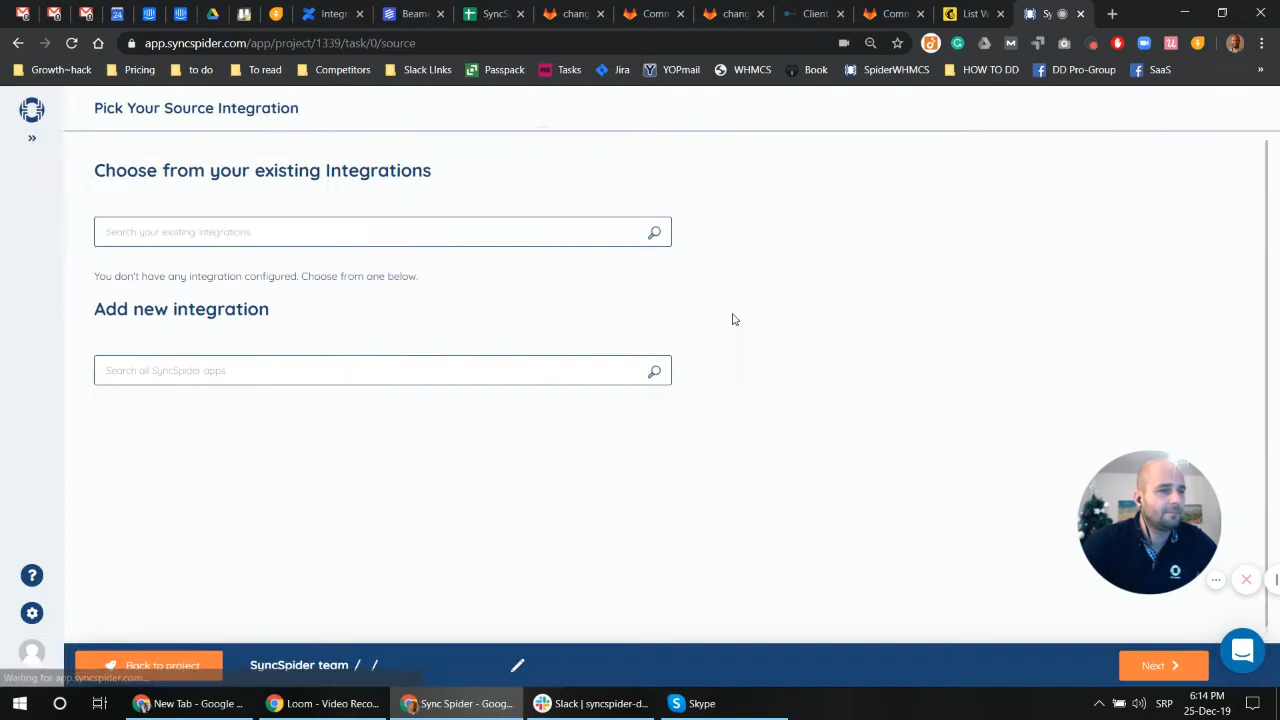 Integr
Beame
SyncS
chang
Comm
chang
Client
Comm
List W
Sy
app.syncspider.com/app/project/1339/task/0/source
Growth-hack
Pricing
to do
To read
Competitors
Slack Links
Passpack
Tasks
Jira
YOPmail
WHMCS
Book
SpiderWHMCS
HOW TO DD
DD Pro-Group
SaaS
»
Pick Your Source Integration
»
Choose from your existing Integrations
Search your existing integrations
You don't have any integration configured. Choose from one below.
Add new integration
Search all SyncSpider apps
?
Back to project
SyncSpider team / /
Next
Waiting for app.syncspider.com...
New Tab - Google ...
Loom - Video Reco...
Sync Spider - Goog...
Slack | syncspider-d...
Skype
SRP
6:14 PM
25-Dec-19